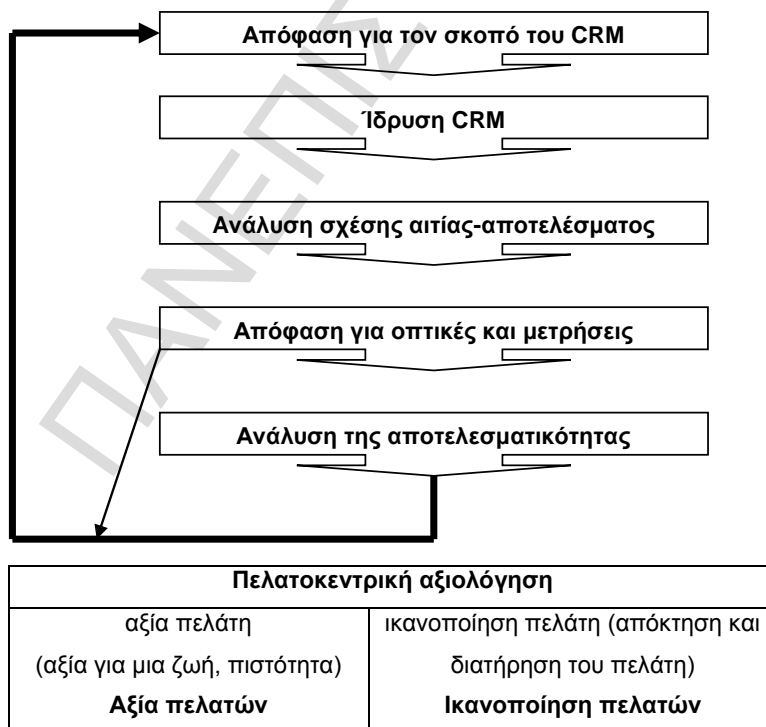 Απόφαση για τον σκοπό του CRM
Ίδρυση CRM
Ανάλυση σχέσης αιτίας-αποτελέσματος
Απόφαση για οπτικές και μετρήσεις
Ανάλυση της αποτελεσματικότητας
ΠΑΝΕΠΙΣ
Πελατοκεντρική αξιολόγηση
αξία πελάτη
(αξία για μια ζωή, πιστότητα)
Αξία πελατών
ικανοποίηση πελάτη (απόκτηση και
διατήρηση του πελάτη)
Ικανοποίηση πελατών